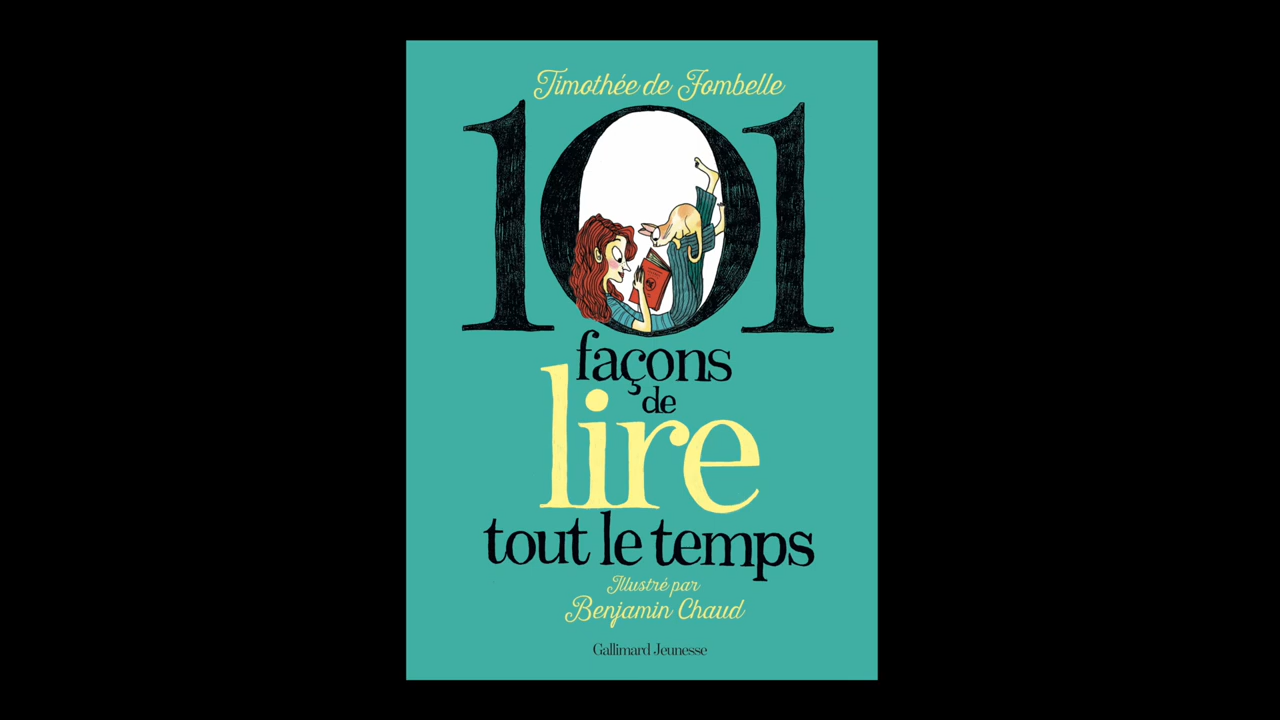 Timothée de Fombelle
101
façons
de
lire
tout le temps
Illustré par
Benjamin Chaud
Gallimard Jeunesse